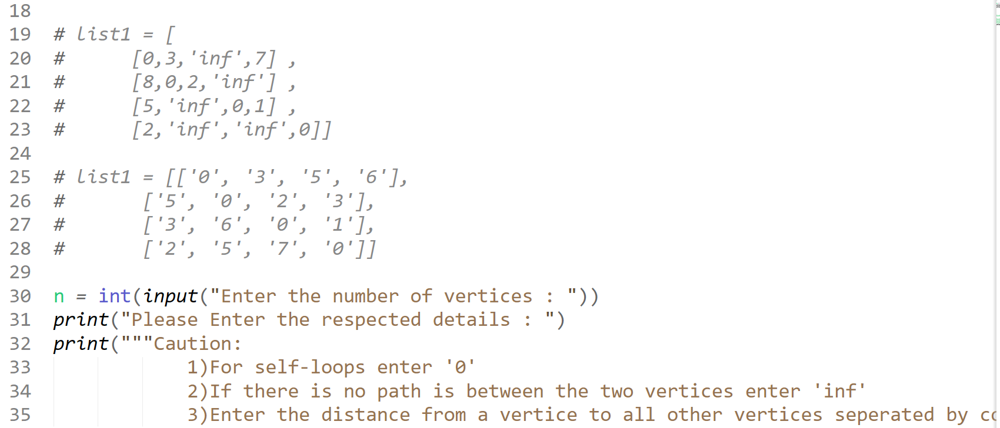 18
19 # list1 = [
20 #      [0,3,'inf',7] ,
21 #      [8,0,2,'inf'] ,
22 #      [5,'inf',0,1] ,
23 #      [2,'inf','inf',0]]
24
25 # list1 = [['0', '3', '5', '6'],
26 #       ['5', '0', '2', '3'],
27 #       ['3', '6', '0', '1'],
28 #       ['2', '5', '7', '0']]
29
30 n = int(input("Enter the number of vertices : "))
31 print("Please Enter the respected details : ")
32 print("""Caution:
33             1)For self-loops enter '0'
34             2)If there is no path is between the two vertices enter 'inf'
35             3)Enter the distance from a vertice to all other vertices seperated by